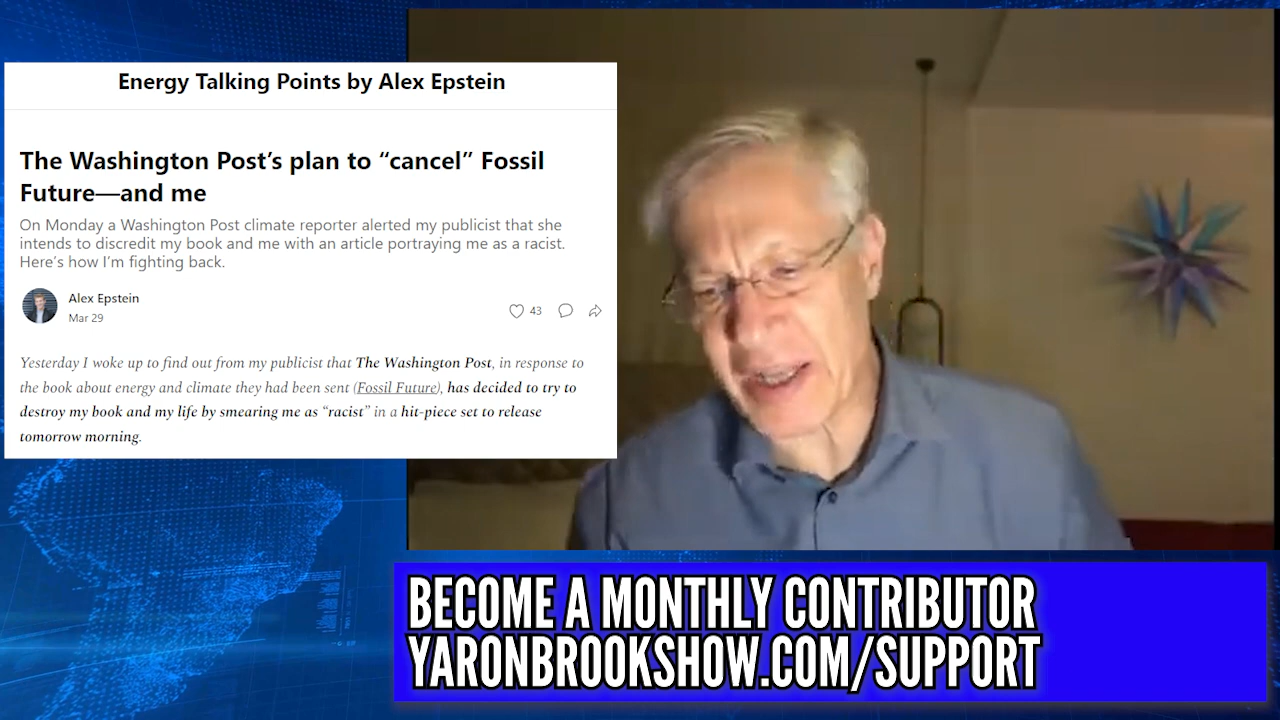 Energy Talking Points by Alex Epstein
The Washington Post's plan to “cancel” Fossil
Future—and me
On Monday a Washington Post climate reporter alerted my publicist that she
intends to discredit my book and me with an article portraying me as a racist.
Here's how I'm fighting back.
Alex Epstein
Mar 29
43
Yesterday I woke up to find out from my publicist that The Washington Post, in response to
the book about energy and climate they had been sent (Fossil Future), has decided to try to
destroy my book and my life by smearing me as “racist” in a hit-piece set to release
tomorrow morning.
BECOME A MONTHLY CONTRIBUTOR
YARONBROOKSHOW.COM/SUPPORT